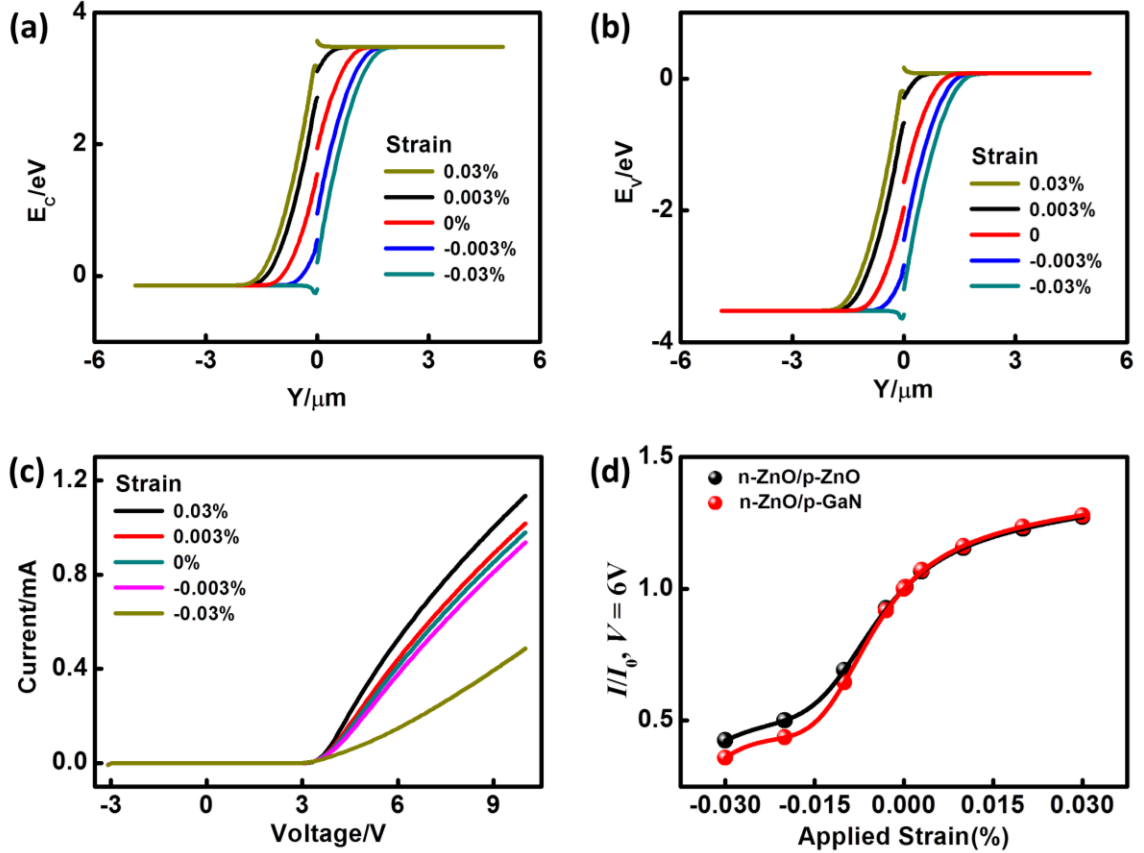 (a)
4
2
0
E_C/eV
Strain
0.03%
0.003%
0%
-0.003%
-0.03%
-6
-3
0
3
6
Y/μm
(b)
0
-2
-4
E_V/eV
Strain
0.03%
0.003%
0
-0.003%
-0.03%
-6
-3
0
3
6
Y/μm
(c)
1.2
0.8
0.4
0.0
Current/mA
Strain
0.03%
0.003%
0%
-0.003%
-0.03%
-3
0
3
6
9
Voltage/V
(d)
1.5
1.0
0.5
I/I₀, V = 6V
n-ZnO/p-ZnO
n-ZnO/p-GaN
-0.030
-0.015
0.000
0.015
0.030
Applied Strain(%)